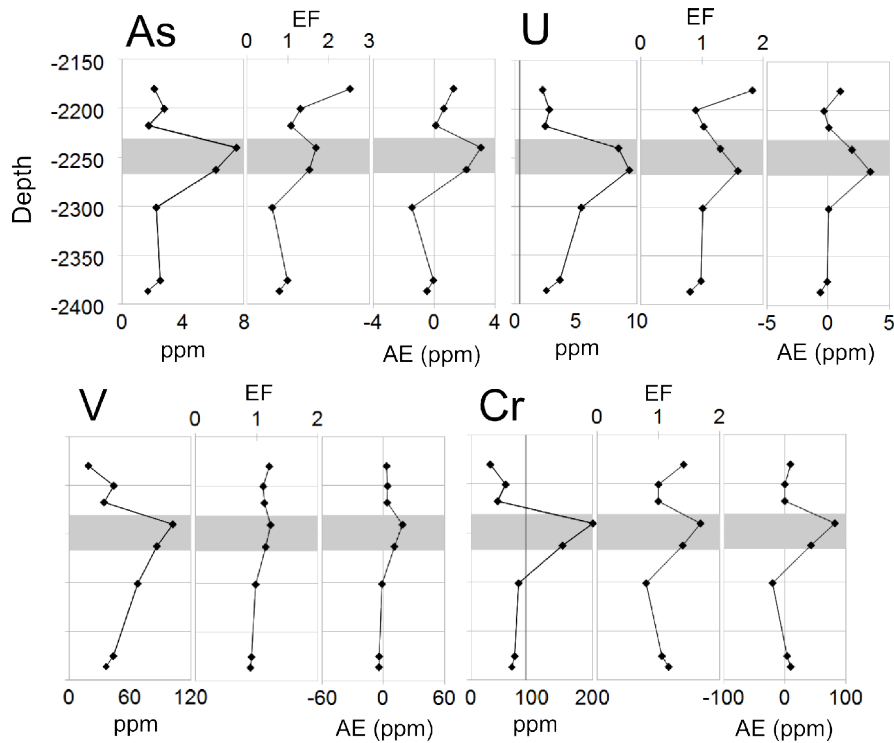 As
EF
U
EF
0 1 2 3
0 1 2
-2150
-2200
-2250
-2300
-2350
-2400
Depth
0 4 8
-4 0 4
0 5 10
-5 0 5
ppm
AE (ppm)
ppm
AE (ppm)
V
EF
Cr
EF
0 1 2
0 1 2
0 60 120
-60 0 60
0 100 200
-100 0 100
ppm
AE (ppm)
ppm
AE (ppm)